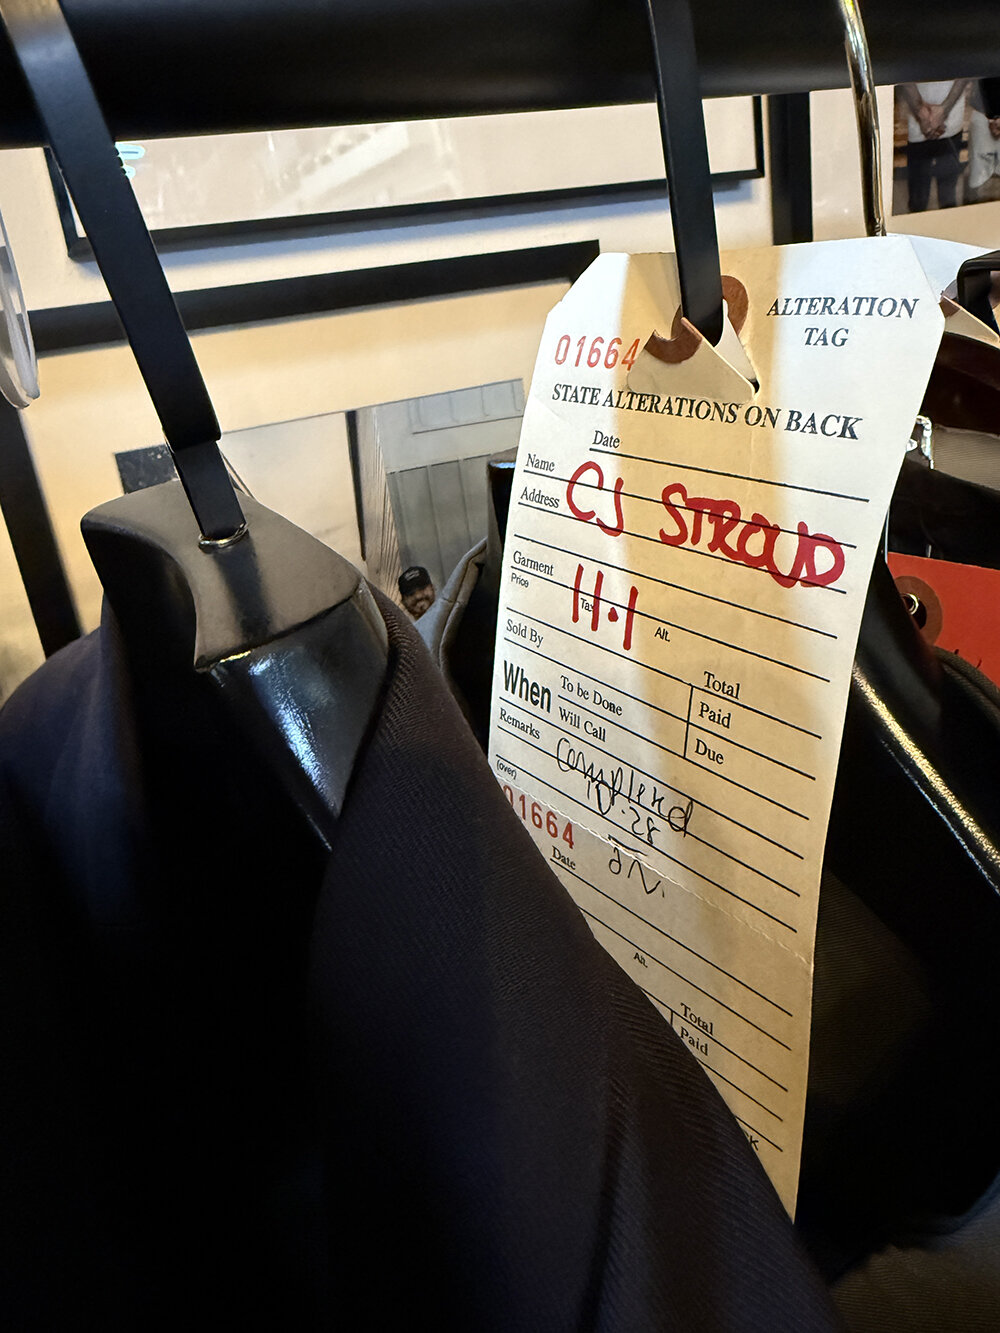 ALTERATION
TAG
01664
STATE ALTERATIONS ON BACK
Date
Name
Address
CJ STROUD
Garment
Price
Tax
11.1
Alt.
Sold By
Total
When
To be Done
Paid
Will Call
Due
Remarks
Completed
10.28
(over)
01664
Date
Alt.
Total
Paid